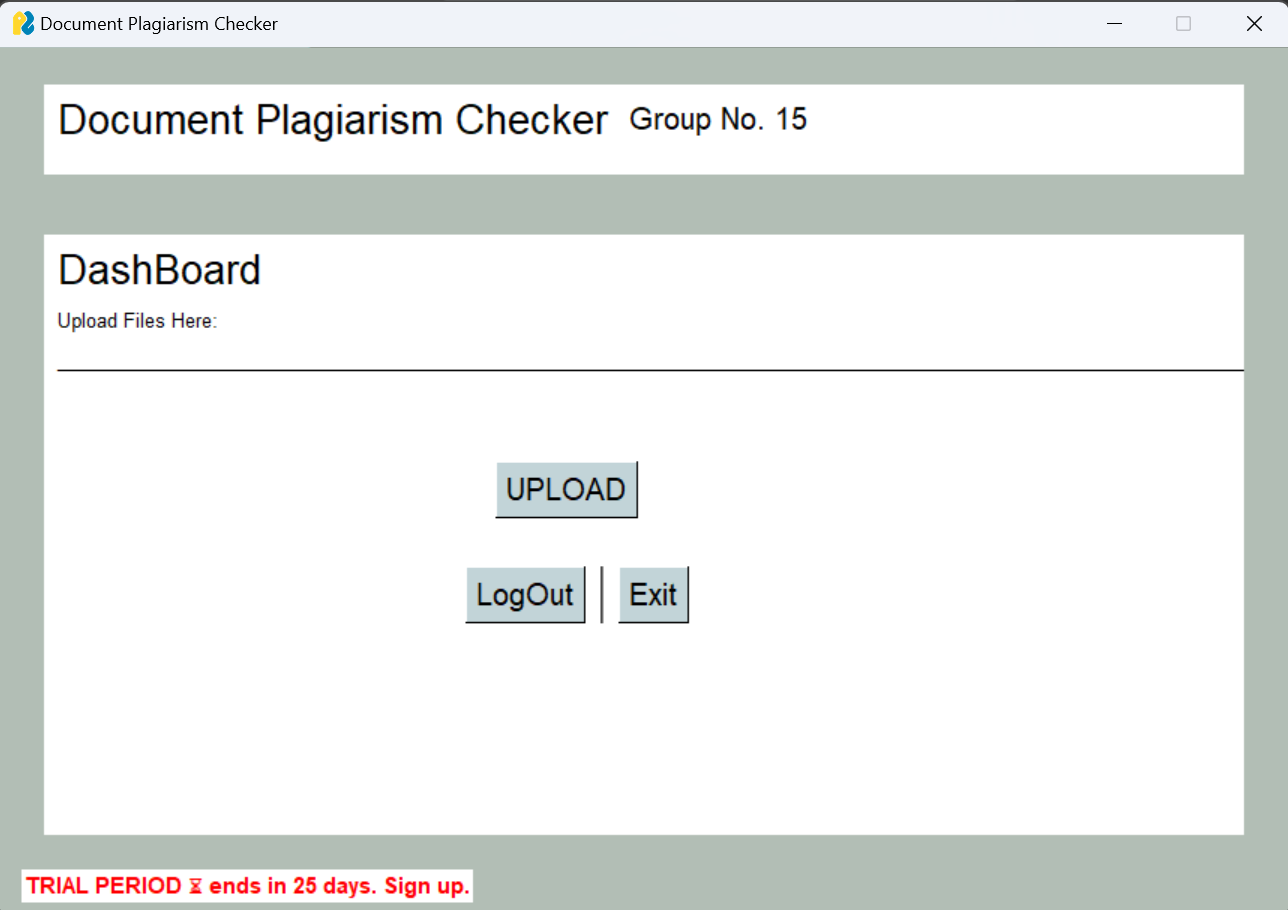 Document Plagiarism Checker
Document Plagiarism Checker Group No. 15
DashBoard
Upload Files Here:
UPLOAD
LogOut Exit
TRIAL PERIOD ⏳ ends in 25 days. Sign up.